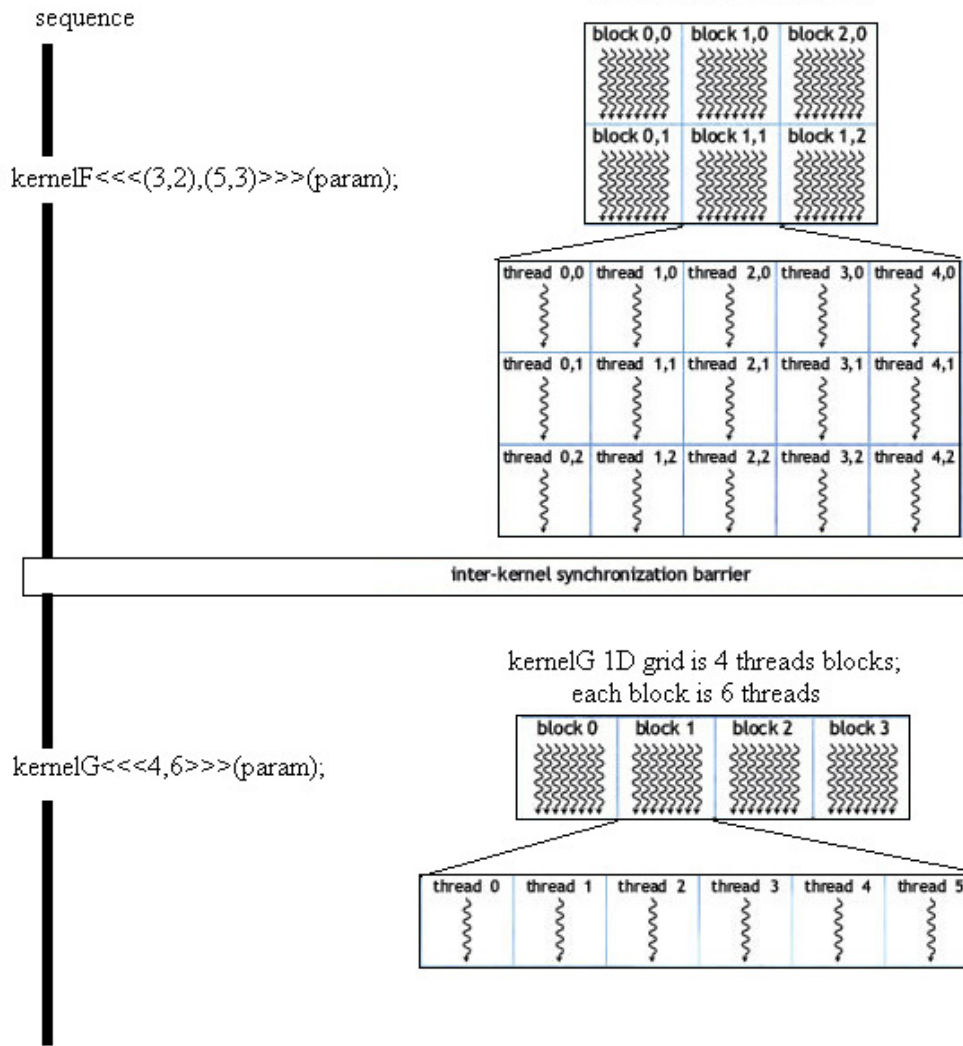 sequence
block 0,0 block 1,0 block 2,0
block 0,1 block 1,1 block 1,2
kernelF<<<(3,2),(5,3)>>>(param);
thread 0,0 thread 1,0 thread 2,0 thread 3,0 thread 4,0
thread 0,1 thread 1,1 thread 2,1 thread 3,1 thread 4,1
thread 0,2 thread 1,2 thread 2,2 thread 3,2 thread 4,2
inter-kernel synchronization barrier
kernelG 1D grid is 4 threads blocks;
each block is 6 threads
block 0 block 1 block 2 block 3
kernelG<<<4,6>>>(param);
thread 0 thread 1 thread 2 thread 3 thread 4 thread 5